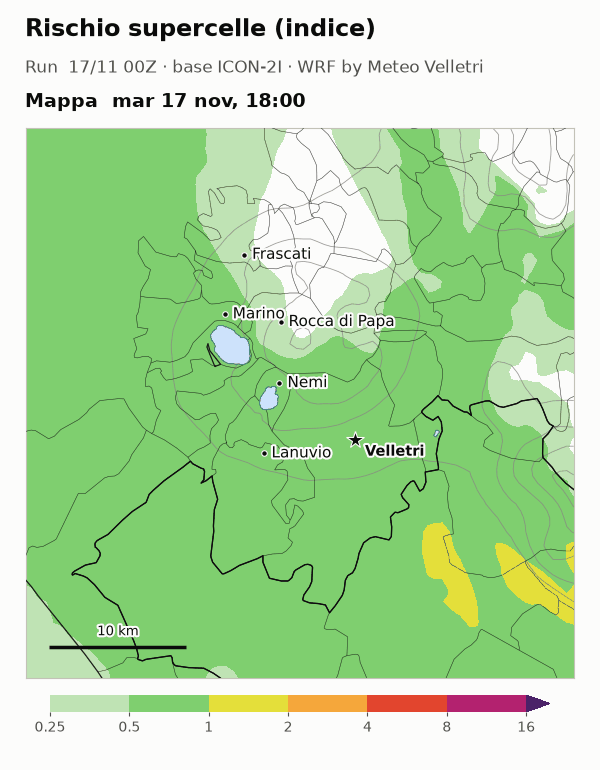 Rischio supercelle (indice)
Run  17/11 00Z · base ICON-2I · WRF by Meteo Velletri
Mappa  mar 17 nov, 18:00
Frascati
Marino
Rocca di Papa
Nemi
Velletri
Lanuvio
10 km
0.25 0.5 1 2 4 8 16